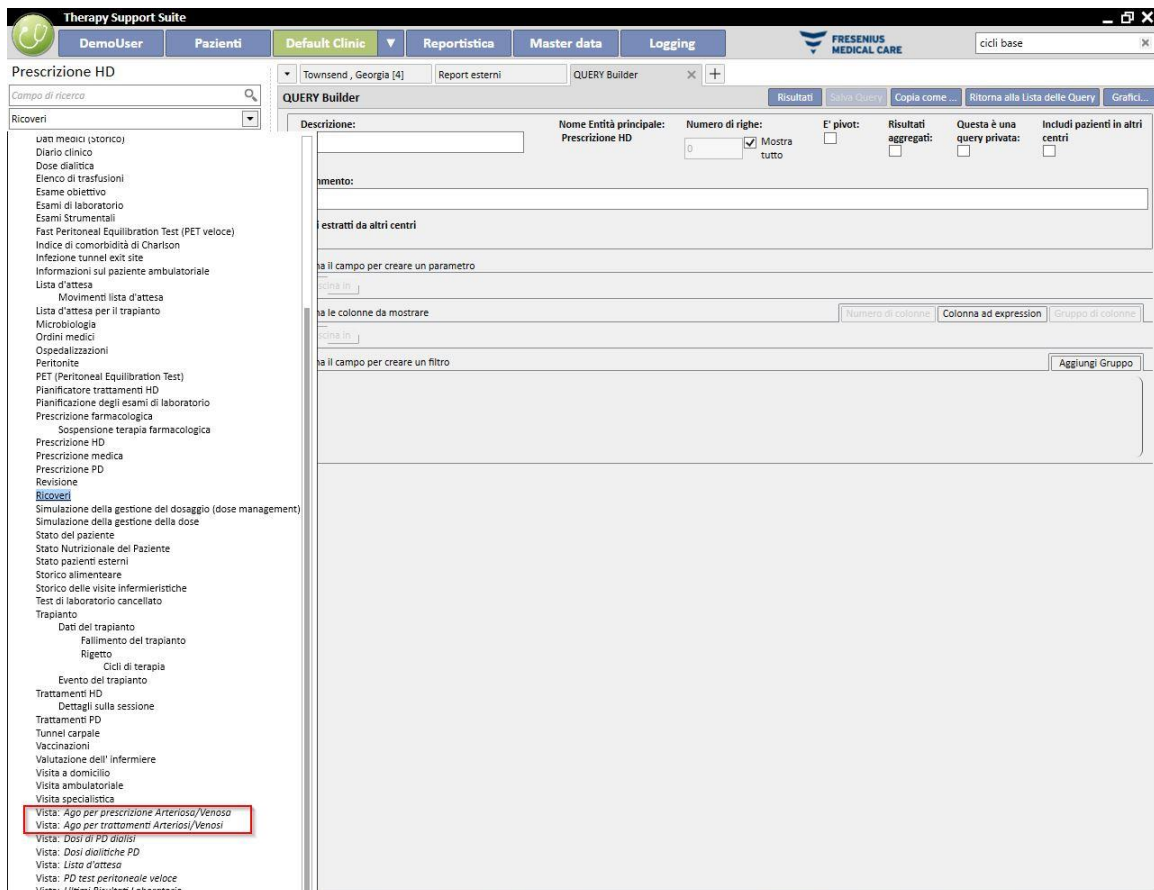 Therapy Support Suite
DemoUser Pazienti Default Clinic Reportistica Master data Logging FRESENIUS MEDICAL CARE cicli base
Prescrizione HD
Campo di ricerca
Ricoveri
Townsend , Georgia [4] Report esterni QUERY Builder
QUERY Builder Risultati Salva Query Copia come ... Ritorna alla Lista delle Query Grafici...
Descrizione: Nome Entità principale: Numero di righe: E' pivot: Risultati aggregati: Questa è una query privata: Includi pazienti in altri centri
Prescrizione HD 0 Mostra tutto
mmento:
i estratti da altri centri
na il campo per creare un parametro
scina in
na le colonne da mostrare Numero di colonne Colonna ad expression Gruppo di colonne
scina in
na il campo per creare un filtro Aggiungi Gruppo
Dati medici (Storico)
Diario clinico
Dose dialitica
Elenco di trasfusioni
Esame obiettivo
Esami di laboratorio
Esami Strumentali
Fast Peritoneal Equilibration Test (PET veloce)
Indice di comorbidità di Charlson
Infezione tunnel exit site
Informazioni sul paziente ambulatoriale
Lista d'attesa
Movimenti lista d'attesa
Lista d'attesa per il trapianto
Microbiologia
Ordini medici
Ospedalizzazioni
Peritonite
PET (Peritoneal Equilibration Test)
Pianificatore trattamenti HD
Pianificazione degli esami di laboratorio
Prescrizione farmacologica
Sospensione terapia farmacologica
Prescrizione HD
Prescrizione medica
Prescrizione PD
Revisione
Ricoveri
Simulazione della gestione del dosaggio (dose management)
Simulazione della gestione della dose
Stato del paziente
Stato Nutrizionale del Paziente
Stato pazienti esterni
Storico alimenteare
Storico delle visite infermieristiche
Test di laboratorio cancellato
Trapianto
Dati del trapianto
Fallimento del trapianto
Rigetto
Cicli di terapia
Evento del trapianto
Trattamenti HD
Dettagli sulla sessione
Trattamenti PD
Tunnel carpale
Vaccinazioni
Valutazione dell' infermiere
Visita a domicilio
Visita ambulatoriale
Visita specialistica
Vista: Ago per prescrizione Arteriosa/Venosa
Vista: Ago per trattamenti Arteriosi/Venosi
Vista: Dosi di PD dialisi
Vista: Dosi dialitiche PD
Vista: Lista d'attesa
Vista: PD test peritoneale veloce
Vista: Ultimi Risultati Laboratorio